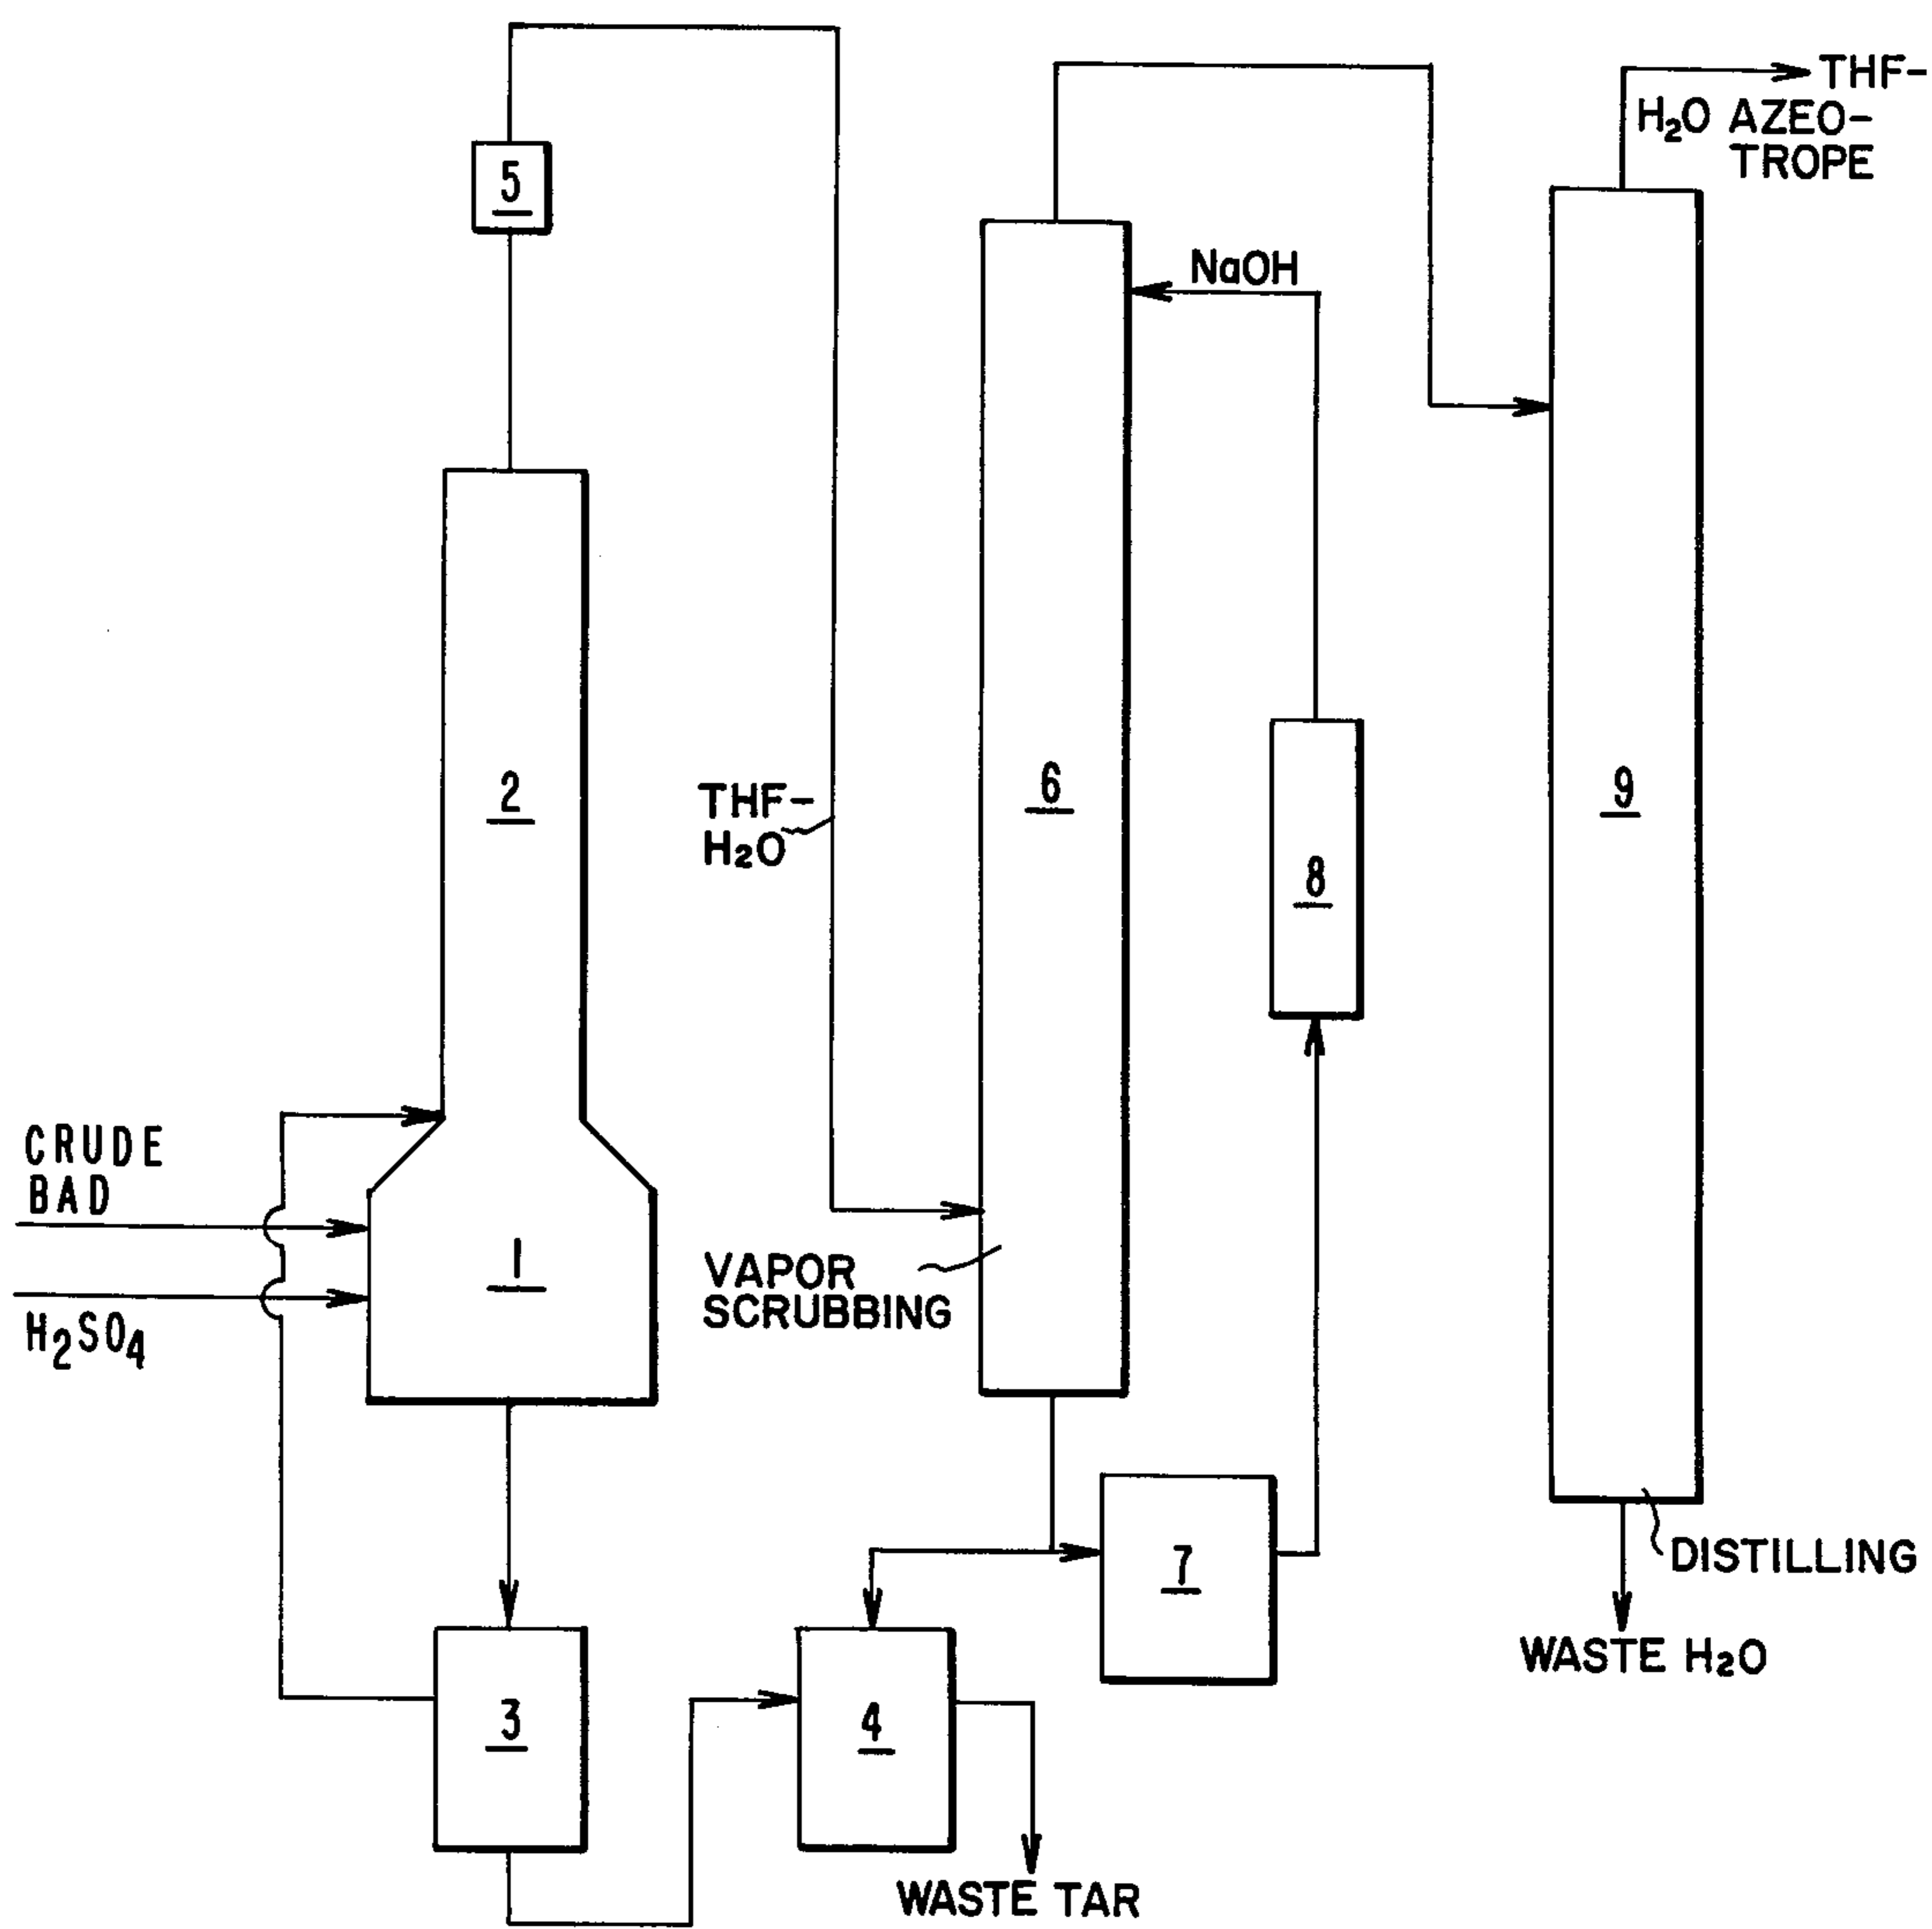 THF-
H₂O AZEO-
TROPE
5
NaOH
2
THF-
H₂O
6
8
9
CRUDE
BAD
H₂SO₄
1
VAPOR
SCRUBBING
7
DISTILLING
3
4
WASTE H₂O
WASTE TAR